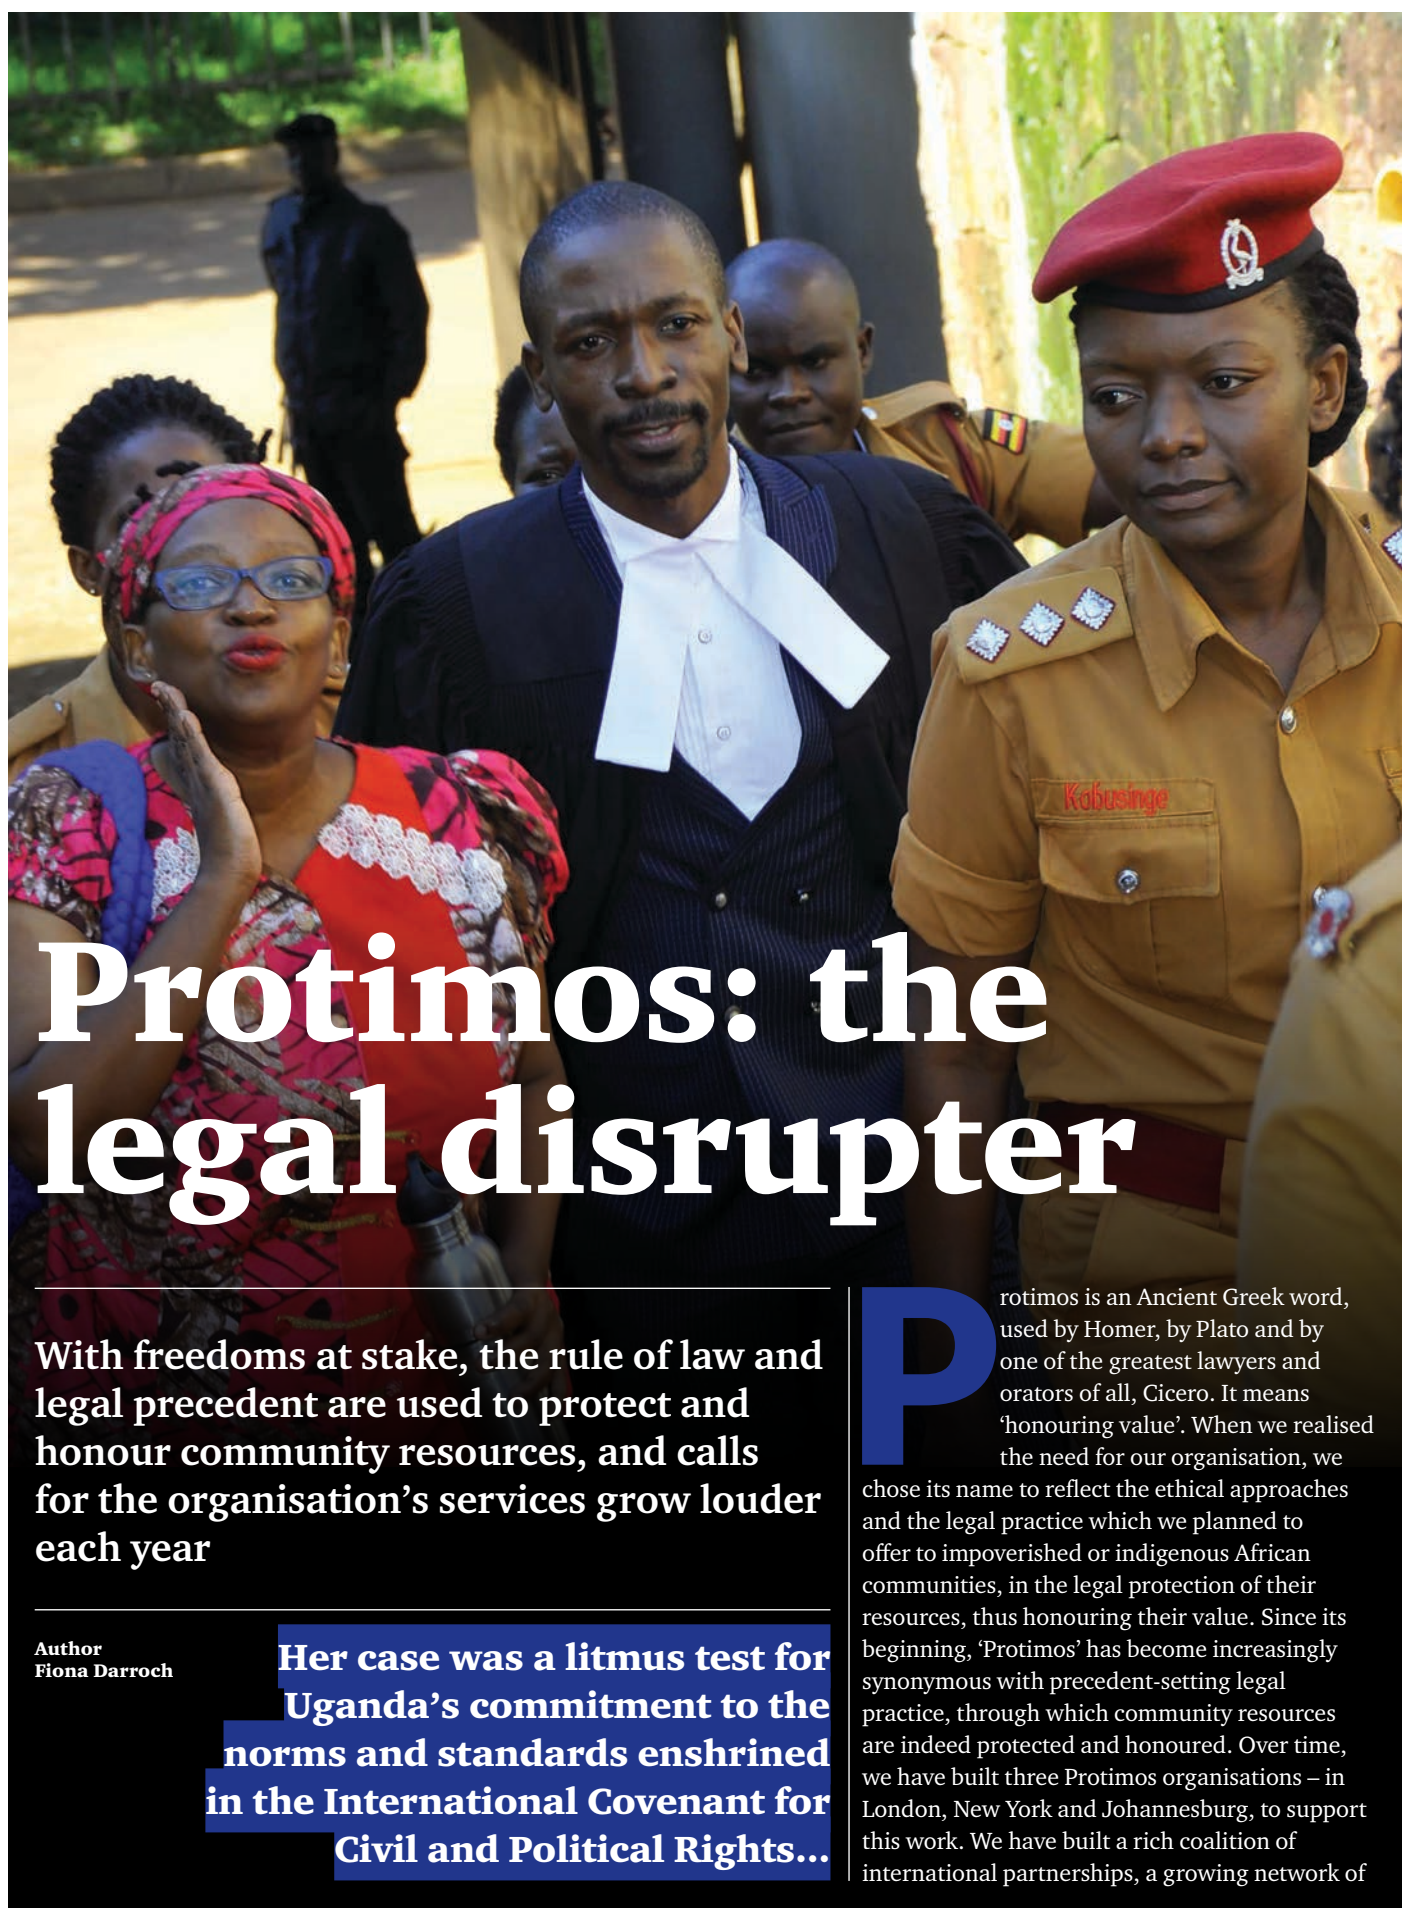 Kabusinge
Protimos: the
legal disrupter
With freedoms at stake, the rule of law and
legal precedent are used to protect and
honour community resources, and calls
for the organisation’s services grow louder
each year
Author
Fiona Darroch
Her case was a litmus test for
Uganda’s commitment to the
norms and standards enshrined
in the International Covenant for
Civil and Political Rights...
Protimos is an Ancient Greek word,
used by Homer, by Plato and by
one of the greatest lawyers and
orators of all, Cicero. It means
‘honouring value’. When we realised
the need for our organisation, we
chose its name to reflect the ethical approaches
and the legal practice which we planned to
offer to impoverished or indigenous African
communities, in the legal protection of their
resources, thus honouring their value. Since its
beginning, ‘Protimos’ has become increasingly
synonymous with precedent-setting legal
practice, through which community resources
are indeed protected and honoured. Over time,
we have built three Protimos organisations – in
London, New York and Johannesburg, to support
this work. We have built a rich coalition of
international partnerships, a growing network of